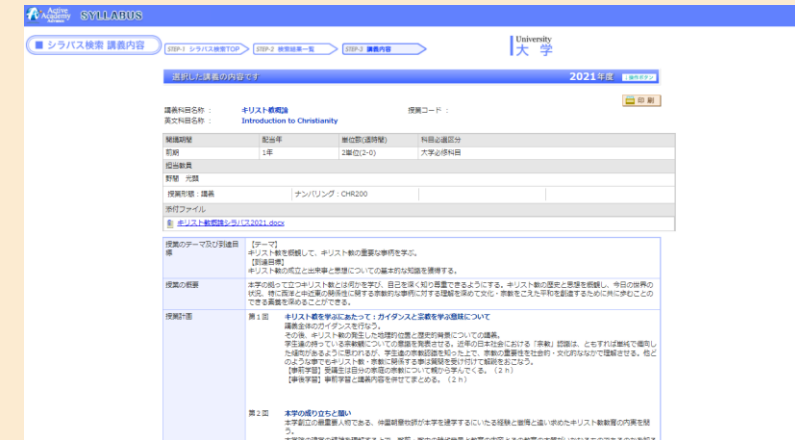 Active Academy Advance SYLLABUS
■ シラバス検索 講義内容
STEP-1 シラバス検索TOP STEP-2 検索結果一覧 STEP-3 講義内容
University
大 学
選択した講義の内容です 2021年度
印 刷
講義科目名称 : キリスト教概論 授業コード :
英文科目名称 : Introduction to Christianity
開講期間 配当年 単位数(週時間) 科目必選区分
前期 1年 2単位(2-0) 大学必修科目
担当教員
授業形態:講義 ナンバリング:CHR200
添付ファイル
キリスト教概論シラバス2021.docx
授業のテーマ及び到達目標
【テーマ】
キリスト教を概観して、キリスト教の重要な事柄を学ぶ。
【到達目標】
キリスト教の成立と出来事と思想についての基本的な知識を獲得する。
授業の概要
本学の拠って立つキリスト教とは何かを学び、自己を深く知り尊重できるようにする。キリスト教の歴史と思想を概観し、今日の世界の
状況、特に西洋と中近東の関係性に関する宗教的な事柄に対する理解を深めて文化・宗教をこえた平和を創造するために共に歩むことの
できる素養を深めることができる。
授業計画
第1回 キリスト教を学ぶにあたって:ガイダンスと宗教を学ぶ意味について
講義全体のガイダンスを行なう。
その後、キリスト教の発生した地理的位置と歴史的背景についての講義。
学生達の持っている宗教観についての意識を発表させる。近年の日本社会における「宗教」認識は、ともすれば単純で偏向し
た傾向があるように思われるが、学生達の宗教認識を知った上で、宗教の重要性を社会的・文化的ななかで理解させる。他ど
のような事でもキリスト教・宗教に関係する事は質問を受け付けて解説をおこなう。
【事前学習】受講生は自分の家庭の宗教について親から学んでくる。(2h)
【事後学習】事前学習と講義内容を併せてまとめる。(2h)
第2回 本学の成り立ちと願い